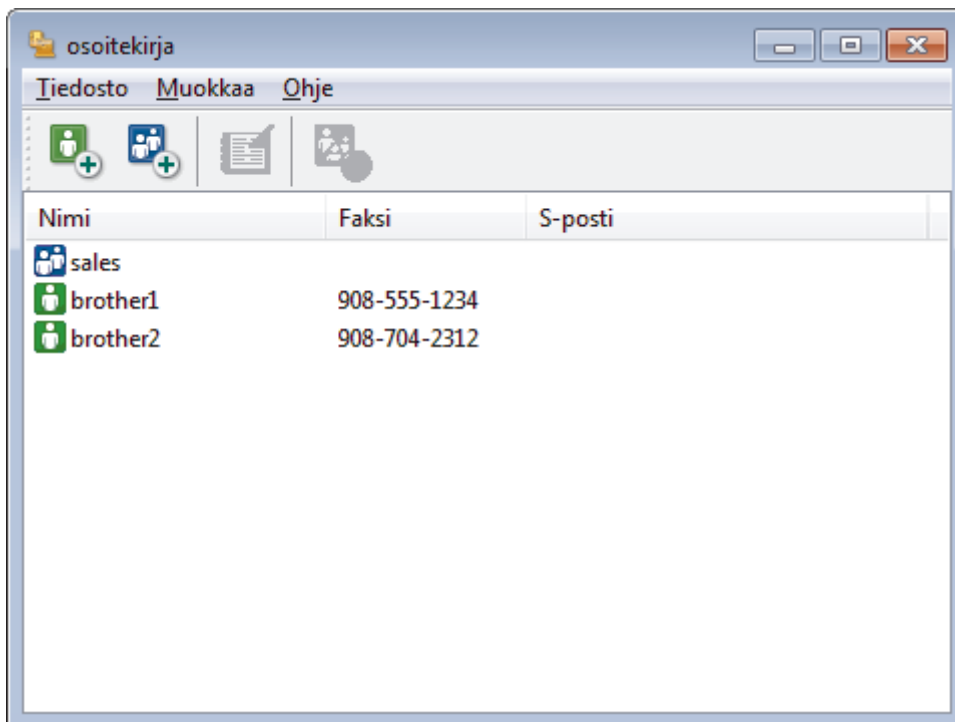 osoitekirja
Tiedosto Muokkaa Ohje
Nimi Faksi S-posti
sales
brother1 908-555-1234
brother2 908-704-2312